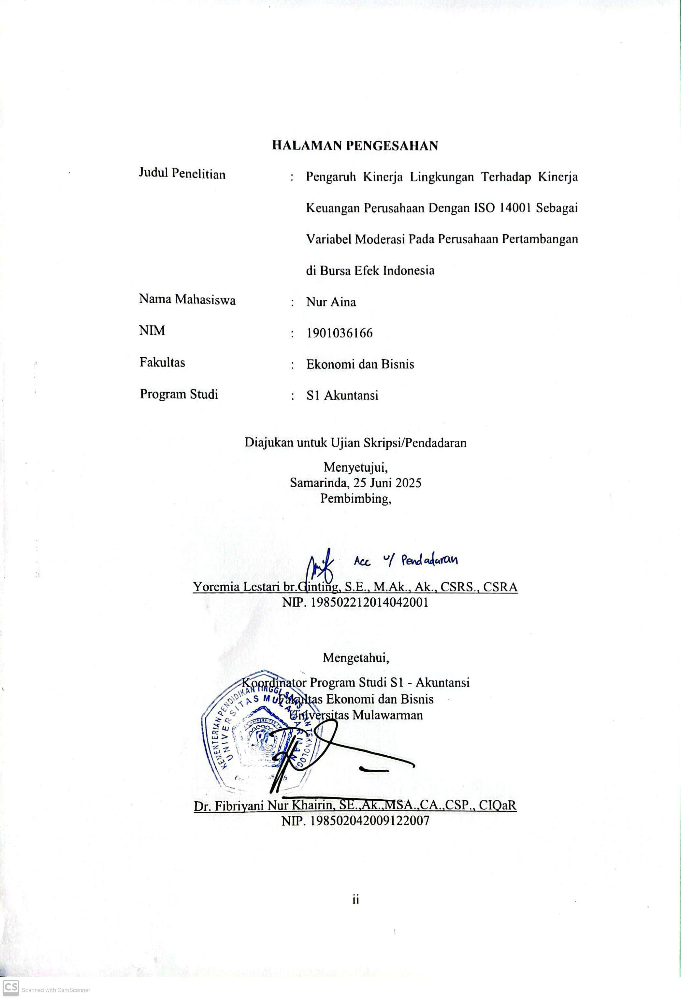 HALAMAN PENGESAHAN
Judul Penelitian : Pengaruh Kinerja Lingkungan Terhadap Kinerja
Keuangan Perusahaan Dengan ISO 14001 Sebagai
Variabel Moderasi Pada Perusahaan Pertambangan
di Bursa Efek Indonesia
Nama Mahasiswa : Nur Aina
NIM : 1901036166
Fakultas : Ekonomi dan Bisnis
Program Studi : S1 Akuntansi
Diajukan untuk Ujian Skripsi/Pendadaran
Menyetujui,
Samarinda, 25 Juni 2025
Pembimbing,
Acc u/ Pendadaran
Yoremia Lestari br.Ginting, S.E., M.Ak., Ak., CSRS., CSRA
NIP. 198502212014042001
Mengetahui,
Koordinator Program Studi S1 - Akuntansi
Fakultas Ekonomi dan Bisnis
Universitas Mulawarman
KEMENTERIAN PENDIDIKAN TINGGI, SAINS, DAN TEKNOLOGI
UNIVERSITAS MULAWARMAN
UNIVERSITAS
Dr. Fibriyani Nur Khairin, SE.,Ak.,MSA.,CA.,CSP., CIQaR
NIP. 198502042009122007
ii
CS Scanned with CamScanner